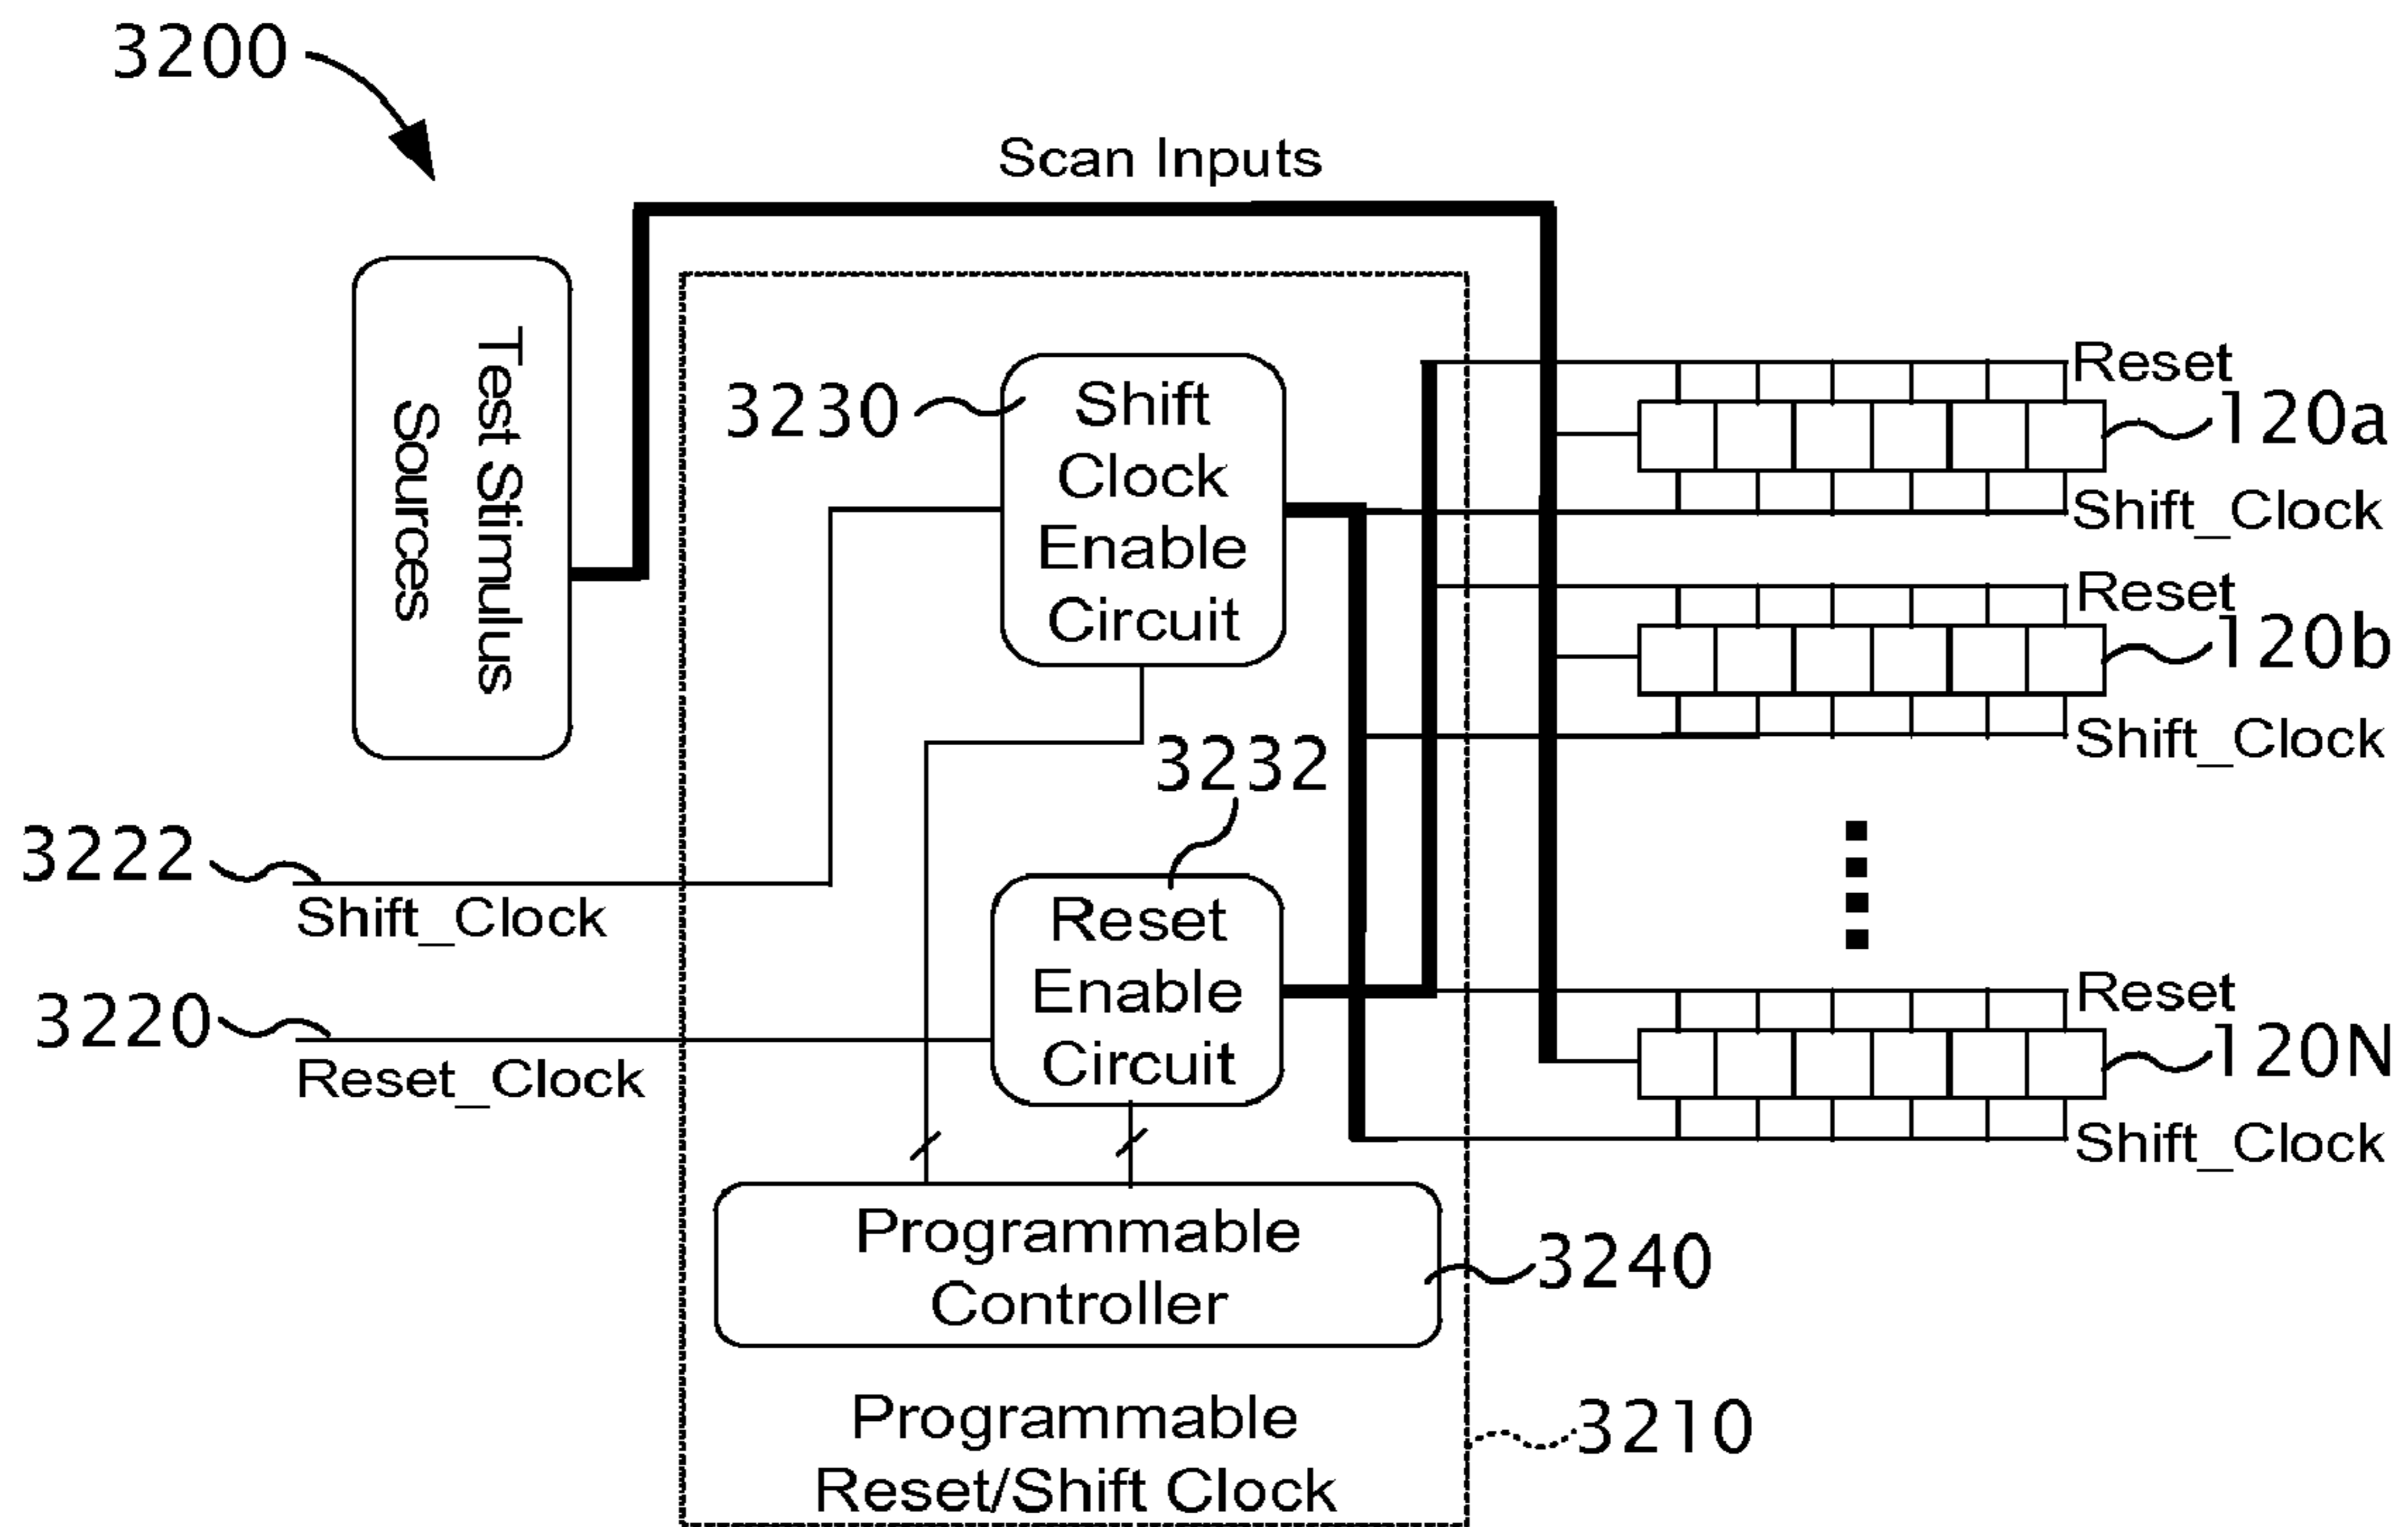 3200
Scan Inputs
Test Stimulus
Sources
3230
Shift
Clock
Enable
Circuit
Reset
120a
Shift_Clock
Reset
120b
Shift_Clock
3232
3222
Shift_Clock
Reset
Enable
Circuit
3220
Reset_Clock
Reset
120N
Shift_Clock
Programmable
Controller
3240
Programmable
Reset/Shift Clock
3210